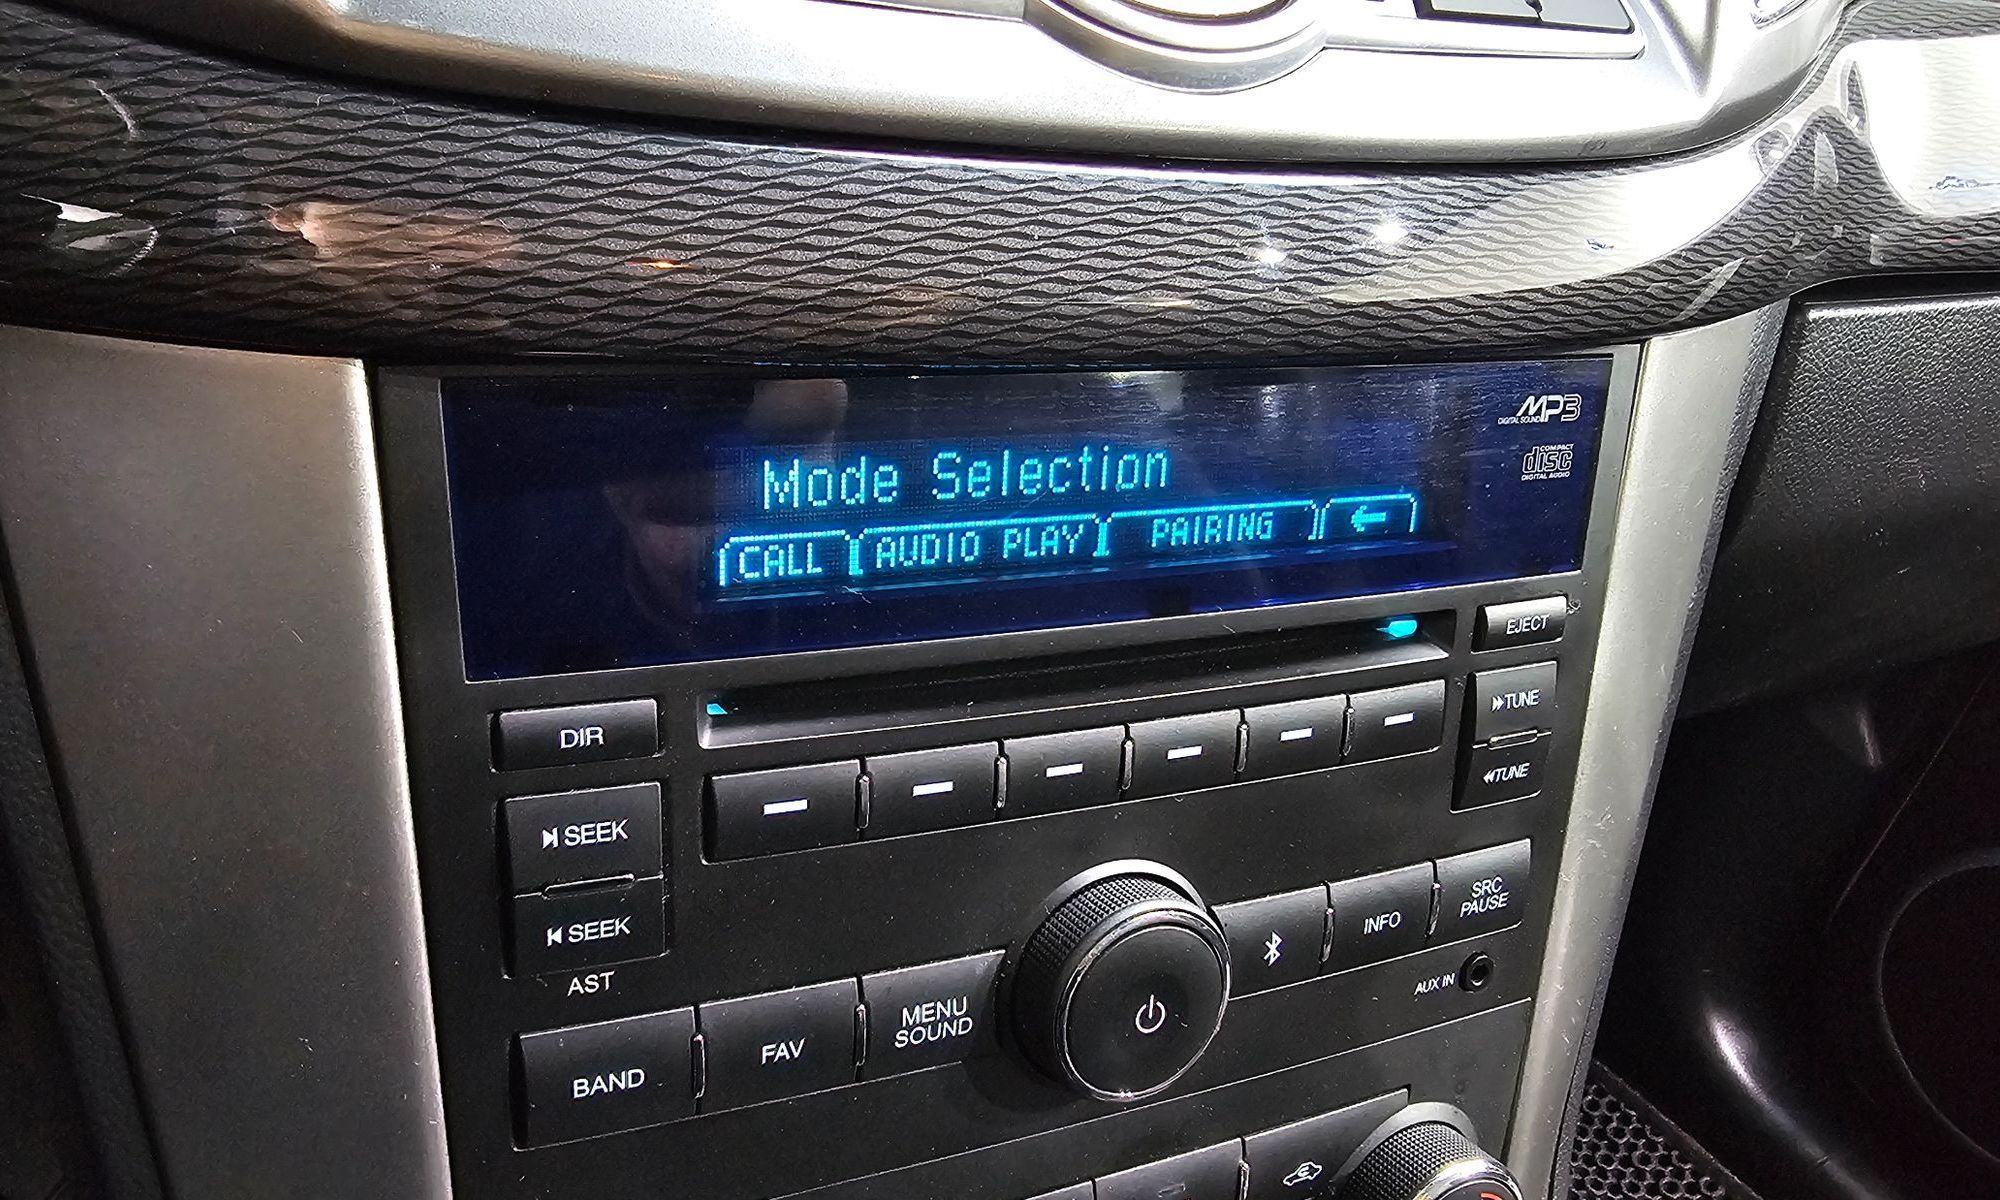 MP3
DIGITAL SOUND
Mode Selection
COMPACT
disc
DIGITAL AUDIO
CALL AUDIO PLAY PAIRING ←
EJECT
DIR
TUNE
TUNE
SEEK
SEEK
AST
SRC
PAUSE
INFO
AUX IN
MENU
SOUND
FAV
BAND